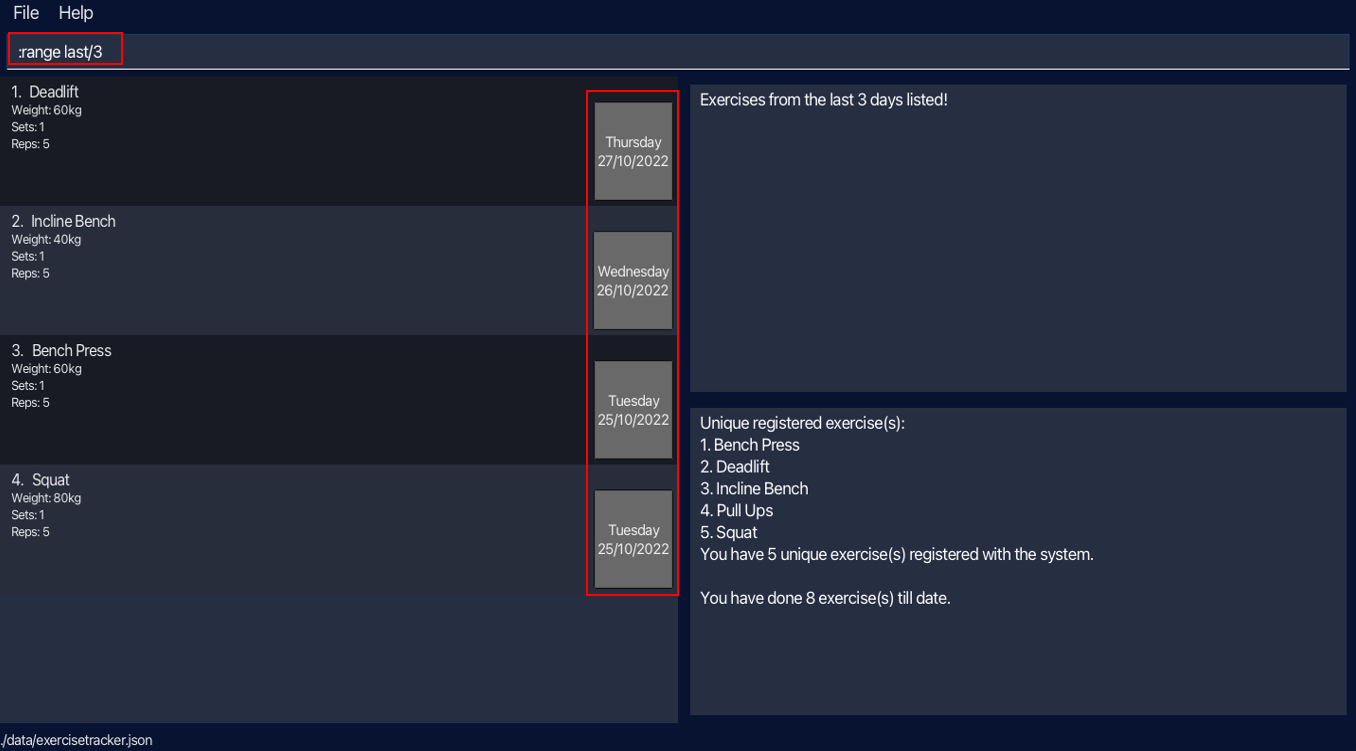 File Help
:range last/3
1. Deadlift
Weight: 60kg
Sets: 1
Reps: 5
Thursday
27/10/2022
2. Incline Bench
Weight: 40kg
Sets: 1
Reps: 5
Wednesday
26/10/2022
3. Bench Press
Weight: 60kg
Sets: 1
Reps: 5
Tuesday
25/10/2022
4. Squat
Weight: 80kg
Sets: 1
Reps: 5
Tuesday
25/10/2022
Exercises from the last 3 days listed!
Unique registered exercise(s):
1. Bench Press
2. Deadlift
3. Incline Bench
4. Pull Ups
5. Squat
You have 5 unique exercise(s) registered with the system.
You have done 8 exercise(s) till date.
./data/exercisetracker.json